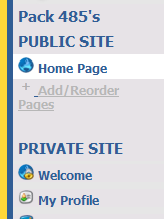 Pack 485's
PUBLIC SITE
Home Page
+ Add/Reorder
Pages
PRIVATE SITE
Welcome
My Profile